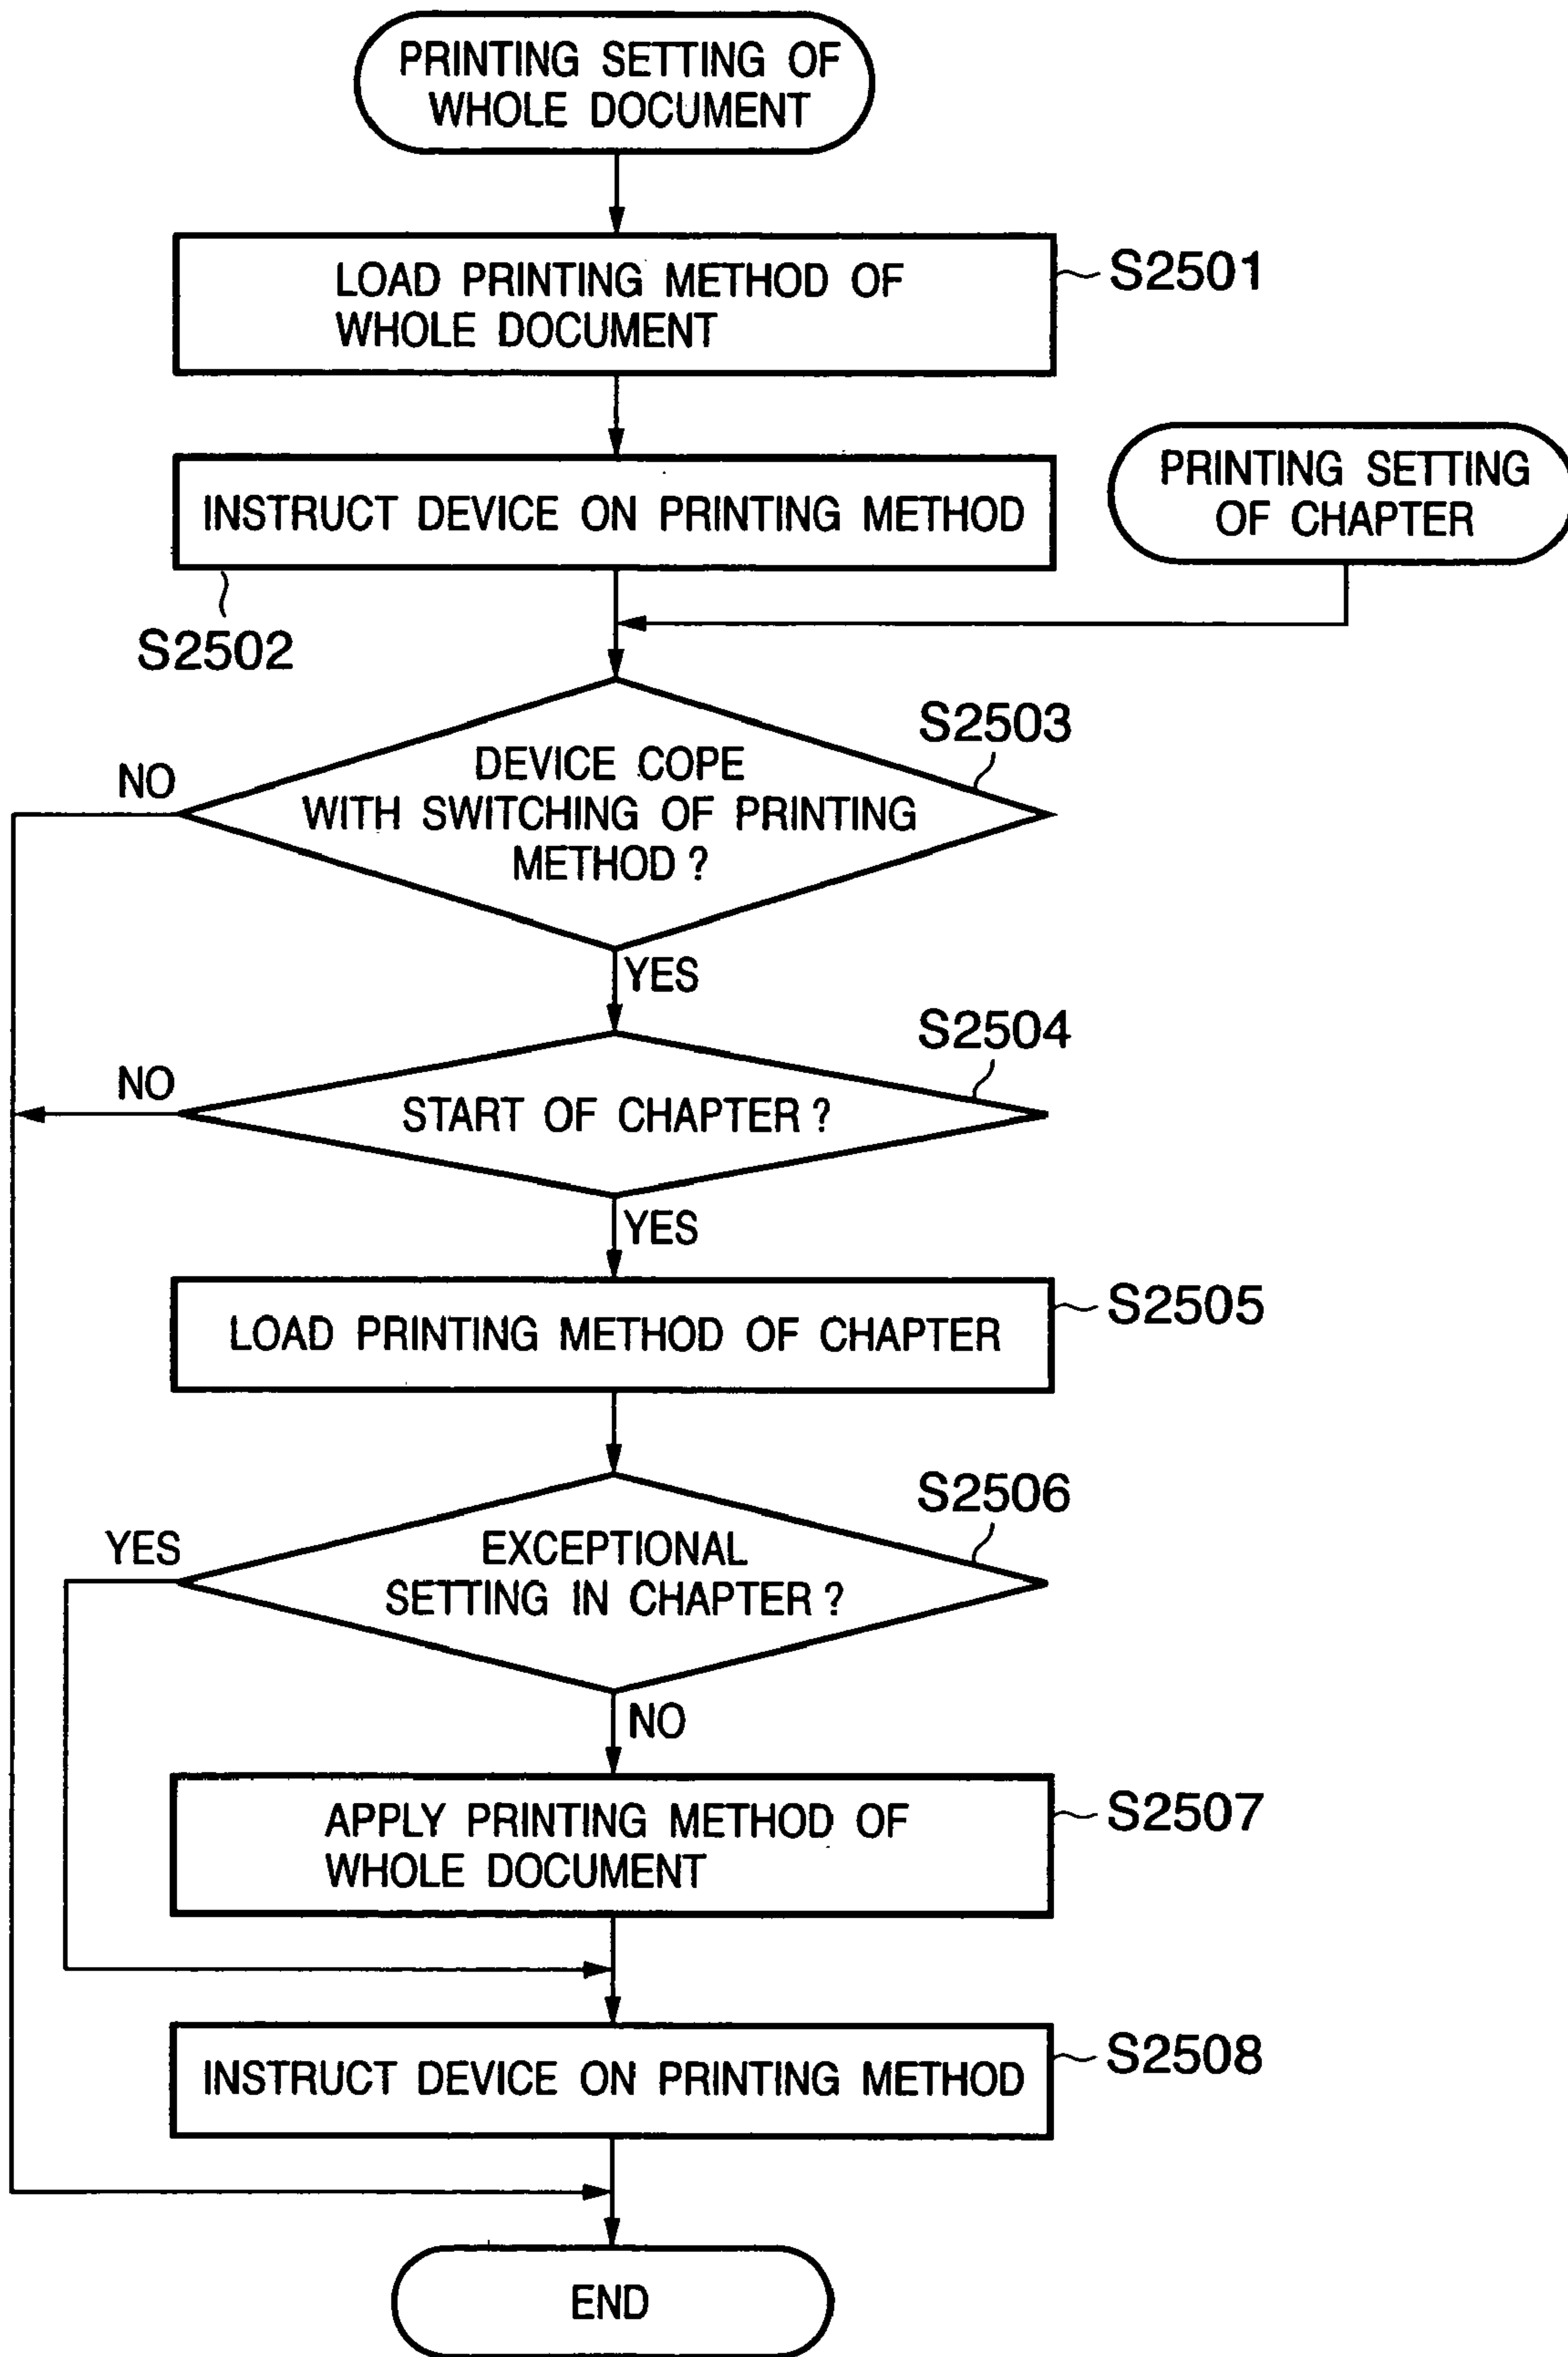 PRINTING SETTING OF
WHOLE DOCUMENT
LOAD PRINTING METHOD OF
WHOLE DOCUMENT
S2501
PRINTING SETTING
OF CHAPTER
INSTRUCT DEVICE ON PRINTING METHOD
S2502
S2503
DEVICE COPE
WITH SWITCHING OF PRINTING
METHOD ?
NO
YES
S2504
NO
START OF CHAPTER ?
YES
S2505
LOAD PRINTING METHOD OF CHAPTER
S2506
YES
EXCEPTIONAL
SETTING IN CHAPTER ?
NO
APPLY PRINTING METHOD OF
WHOLE DOCUMENT
S2507
INSTRUCT DEVICE ON PRINTING METHOD
S2508
END